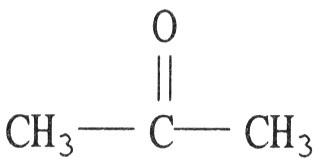 O
CH₃ — C — CH₃